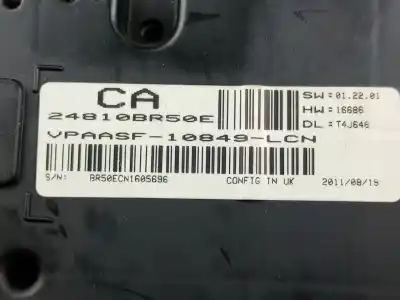 CA
24810BR50E
VPAASF-10849-LCN
SW:01.22.01
HW:16686
DL:T4J646
S/N: BR50ECN1605696 CONFIG IN UK 2011/08/18